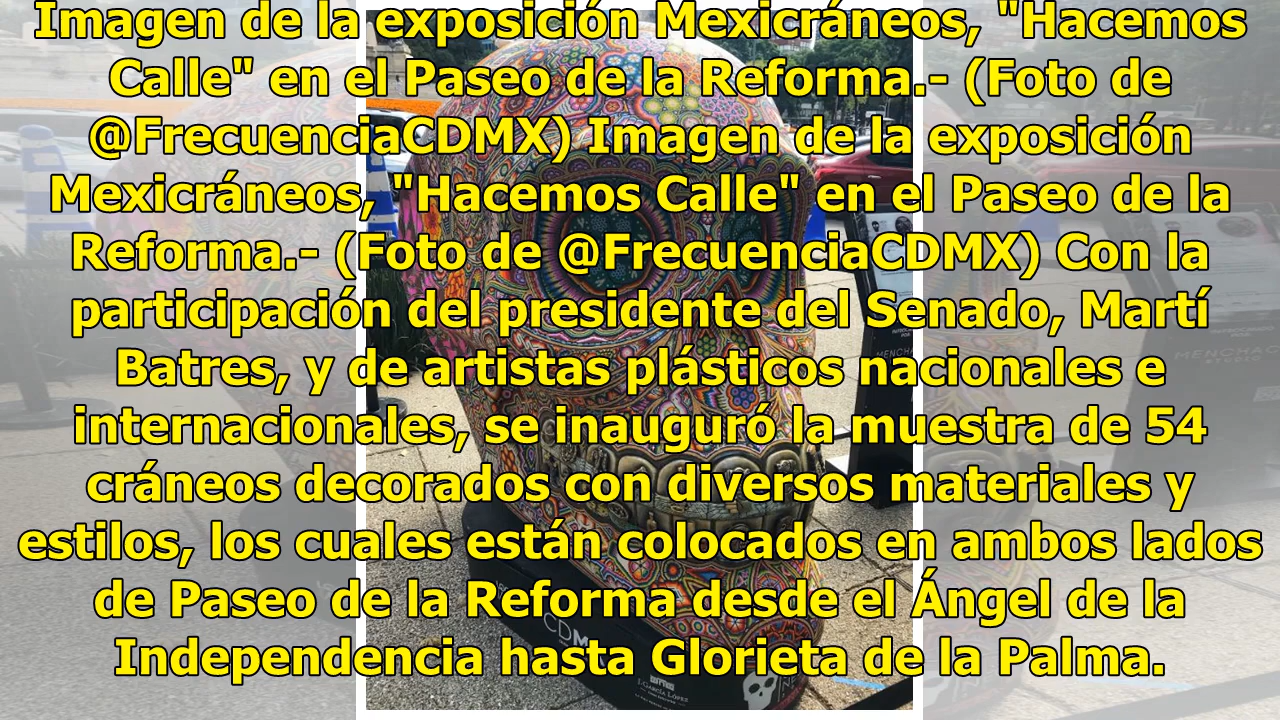 Imagen de la exposición Mexicráneos, "Hacemos
Calle" en el Paseo de la Reforma.- (Foto de
@FrecuenciaCDMX) Imagen de la exposición
Mexicráneos, "Hacemos Calle" en el Paseo de la
Reforma.- (Foto de @FrecuenciaCDMX) Con la
participación del presidente del Senado, Martí
Batres, y de artistas plásticos nacionales e
internacionales, se inauguró la muestra de 54
cráneos decorados con diversos materiales y
estilos, los cuales están colocados en ambos lados
de Paseo de la Reforma desde el Ángel de la
Independencia hasta Glorieta de la Palma.
MENCHACA
CDM
J. GARCÍA LÓPEZ